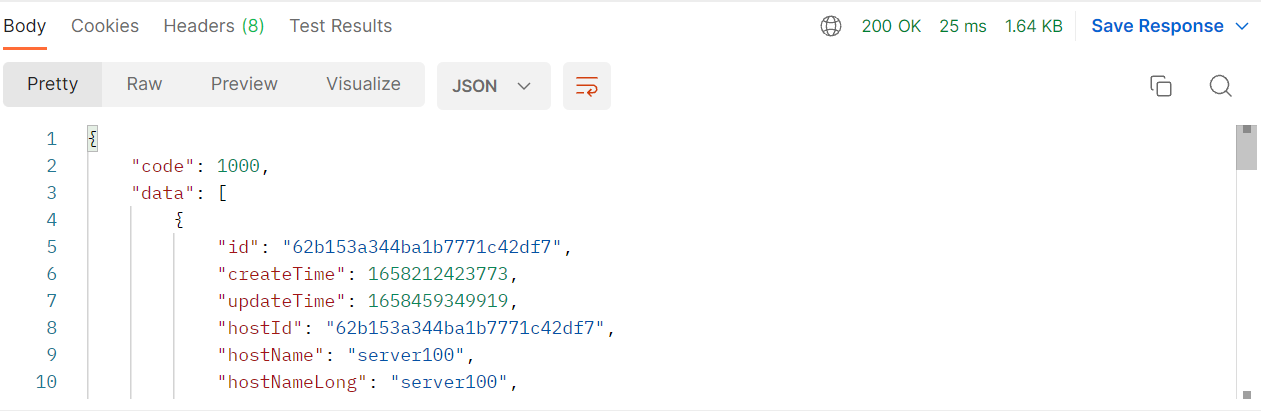 Body Cookies Headers (8) Test Results 200 OK 25 ms 1.64 KB Save Response
Pretty Raw Preview Visualize JSON
1 {
2 "code": 1000,
3 "data": [
4 {
5 "id": "62b153a344ba1b7771c42df7",
6 "createTime": 1658212423773,
7 "updateTime": 1658459349919,
8 "hostId": "62b153a344ba1b7771c42df7",
9 "hostName": "server100",
10 "hostNameLong": "server100",